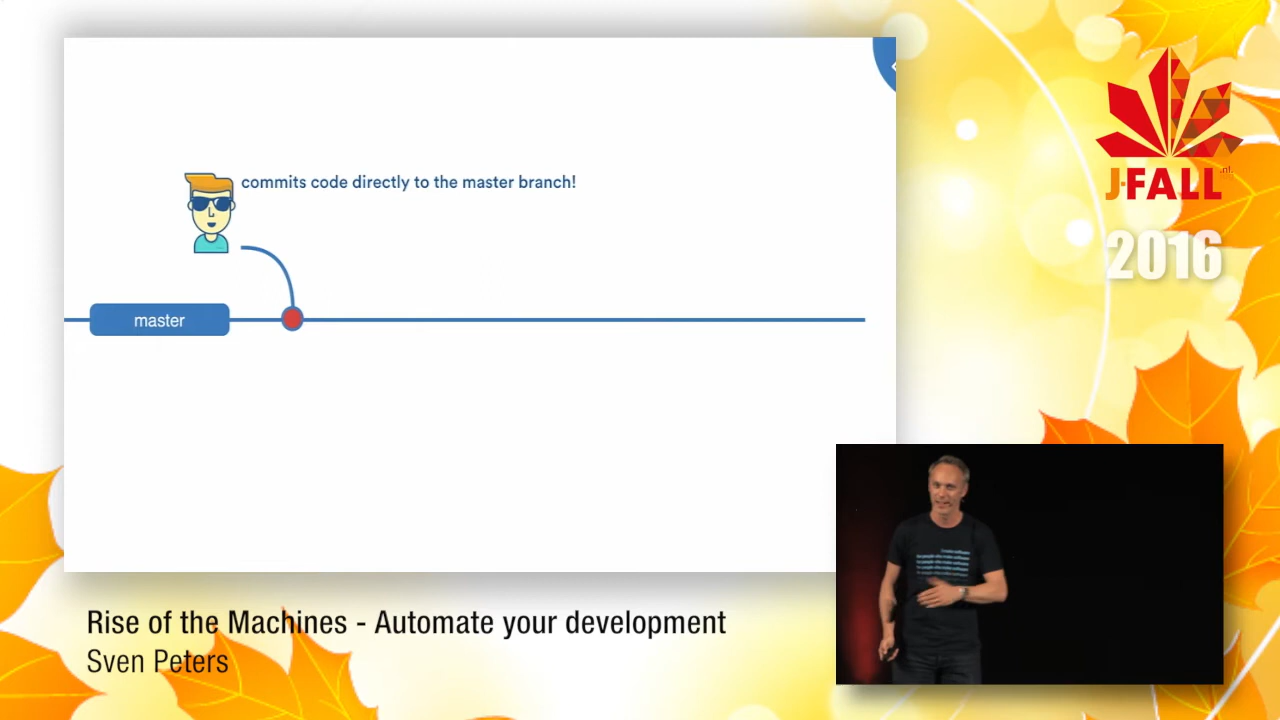 commits code directly to the master branch!
master
J-FALL
.nl
2016
Rise of the Machines - Automate your development
Sven Peters